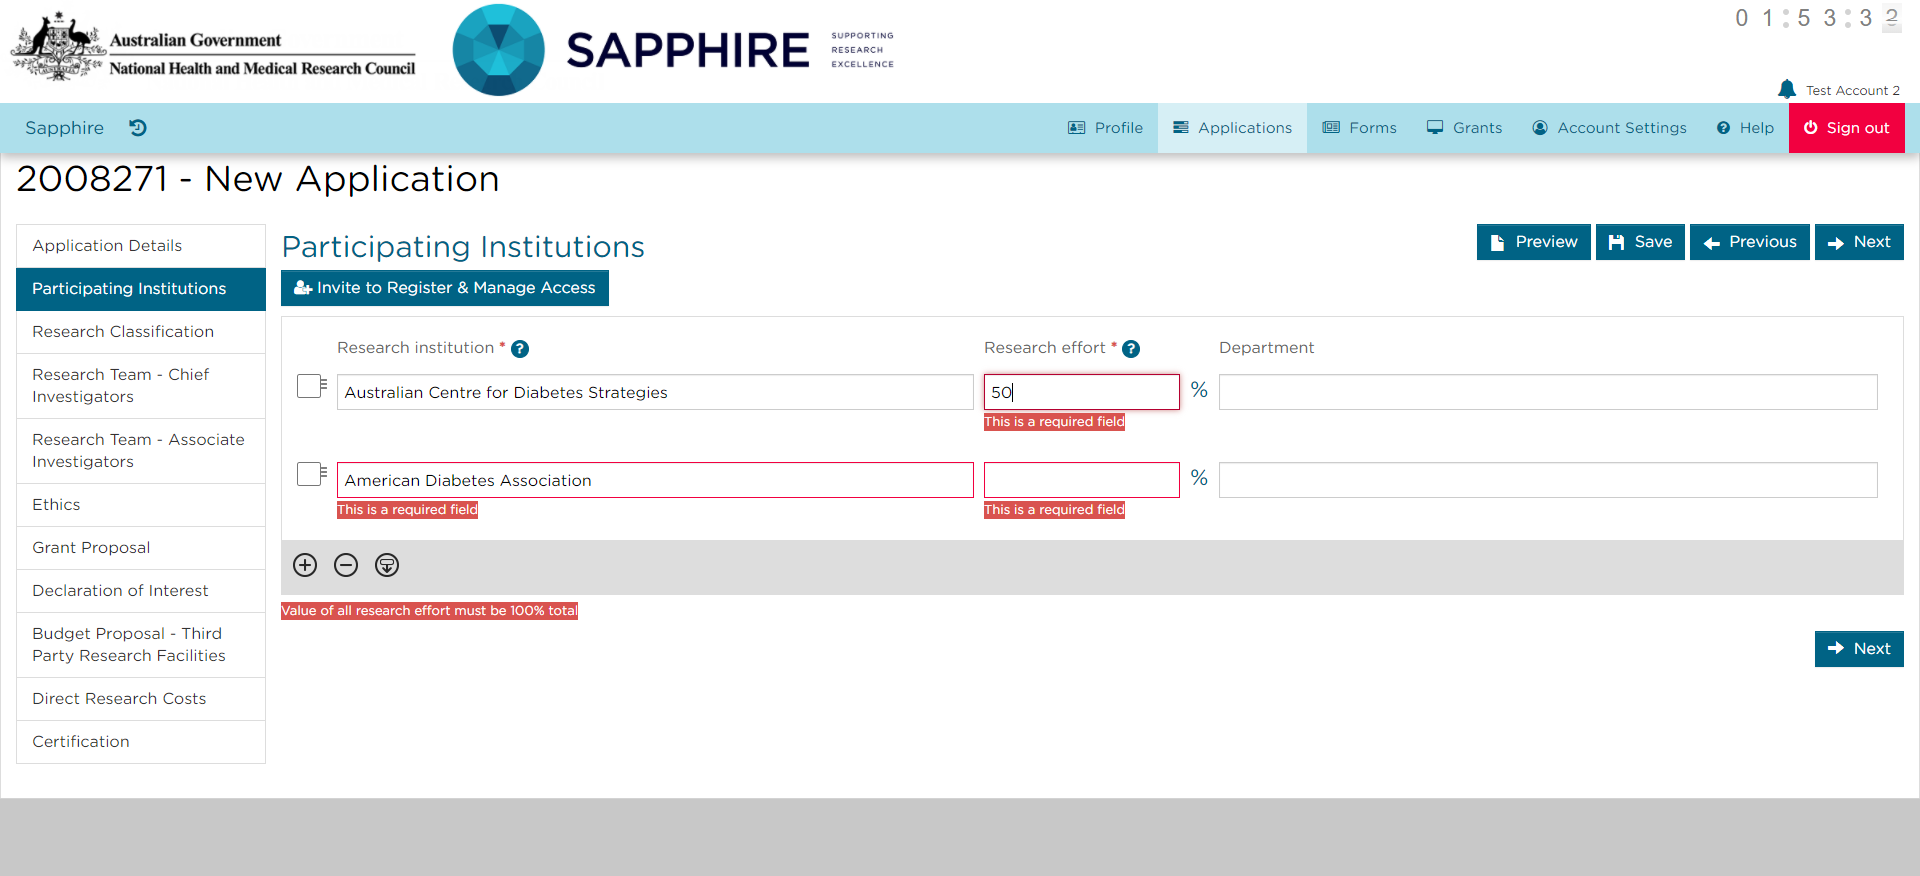 Australian Government
National Health and Medical Research Council
SAPPHIRE
SUPPORTING
RESEARCH
EXCELLENCE
01:53:3
Test Account 2
Sapphire
Profile
Applications
Forms
Grants
Account Settings
Help
Sign out
2008271 - New Application
Application Details
Participating Institutions
Research Classification
Research Team - Chief
Investigators
Research Team - Associate
Investigators
Ethics
Grant Proposal
Declaration of Interest
Budget Proposal - Third
Party Research Facilities
Direct Research Costs
Certification
Participating Institutions
Preview
Save
Previous
Next
Invite to Register & Manage Access
Research institution * ?
Research effort * ?
Department
Australian Centre for Diabetes Strategies
50
%
This is a required field
American Diabetes Association
%
This is a required field
This is a required field
Value of all research effort must be 100% total
Next